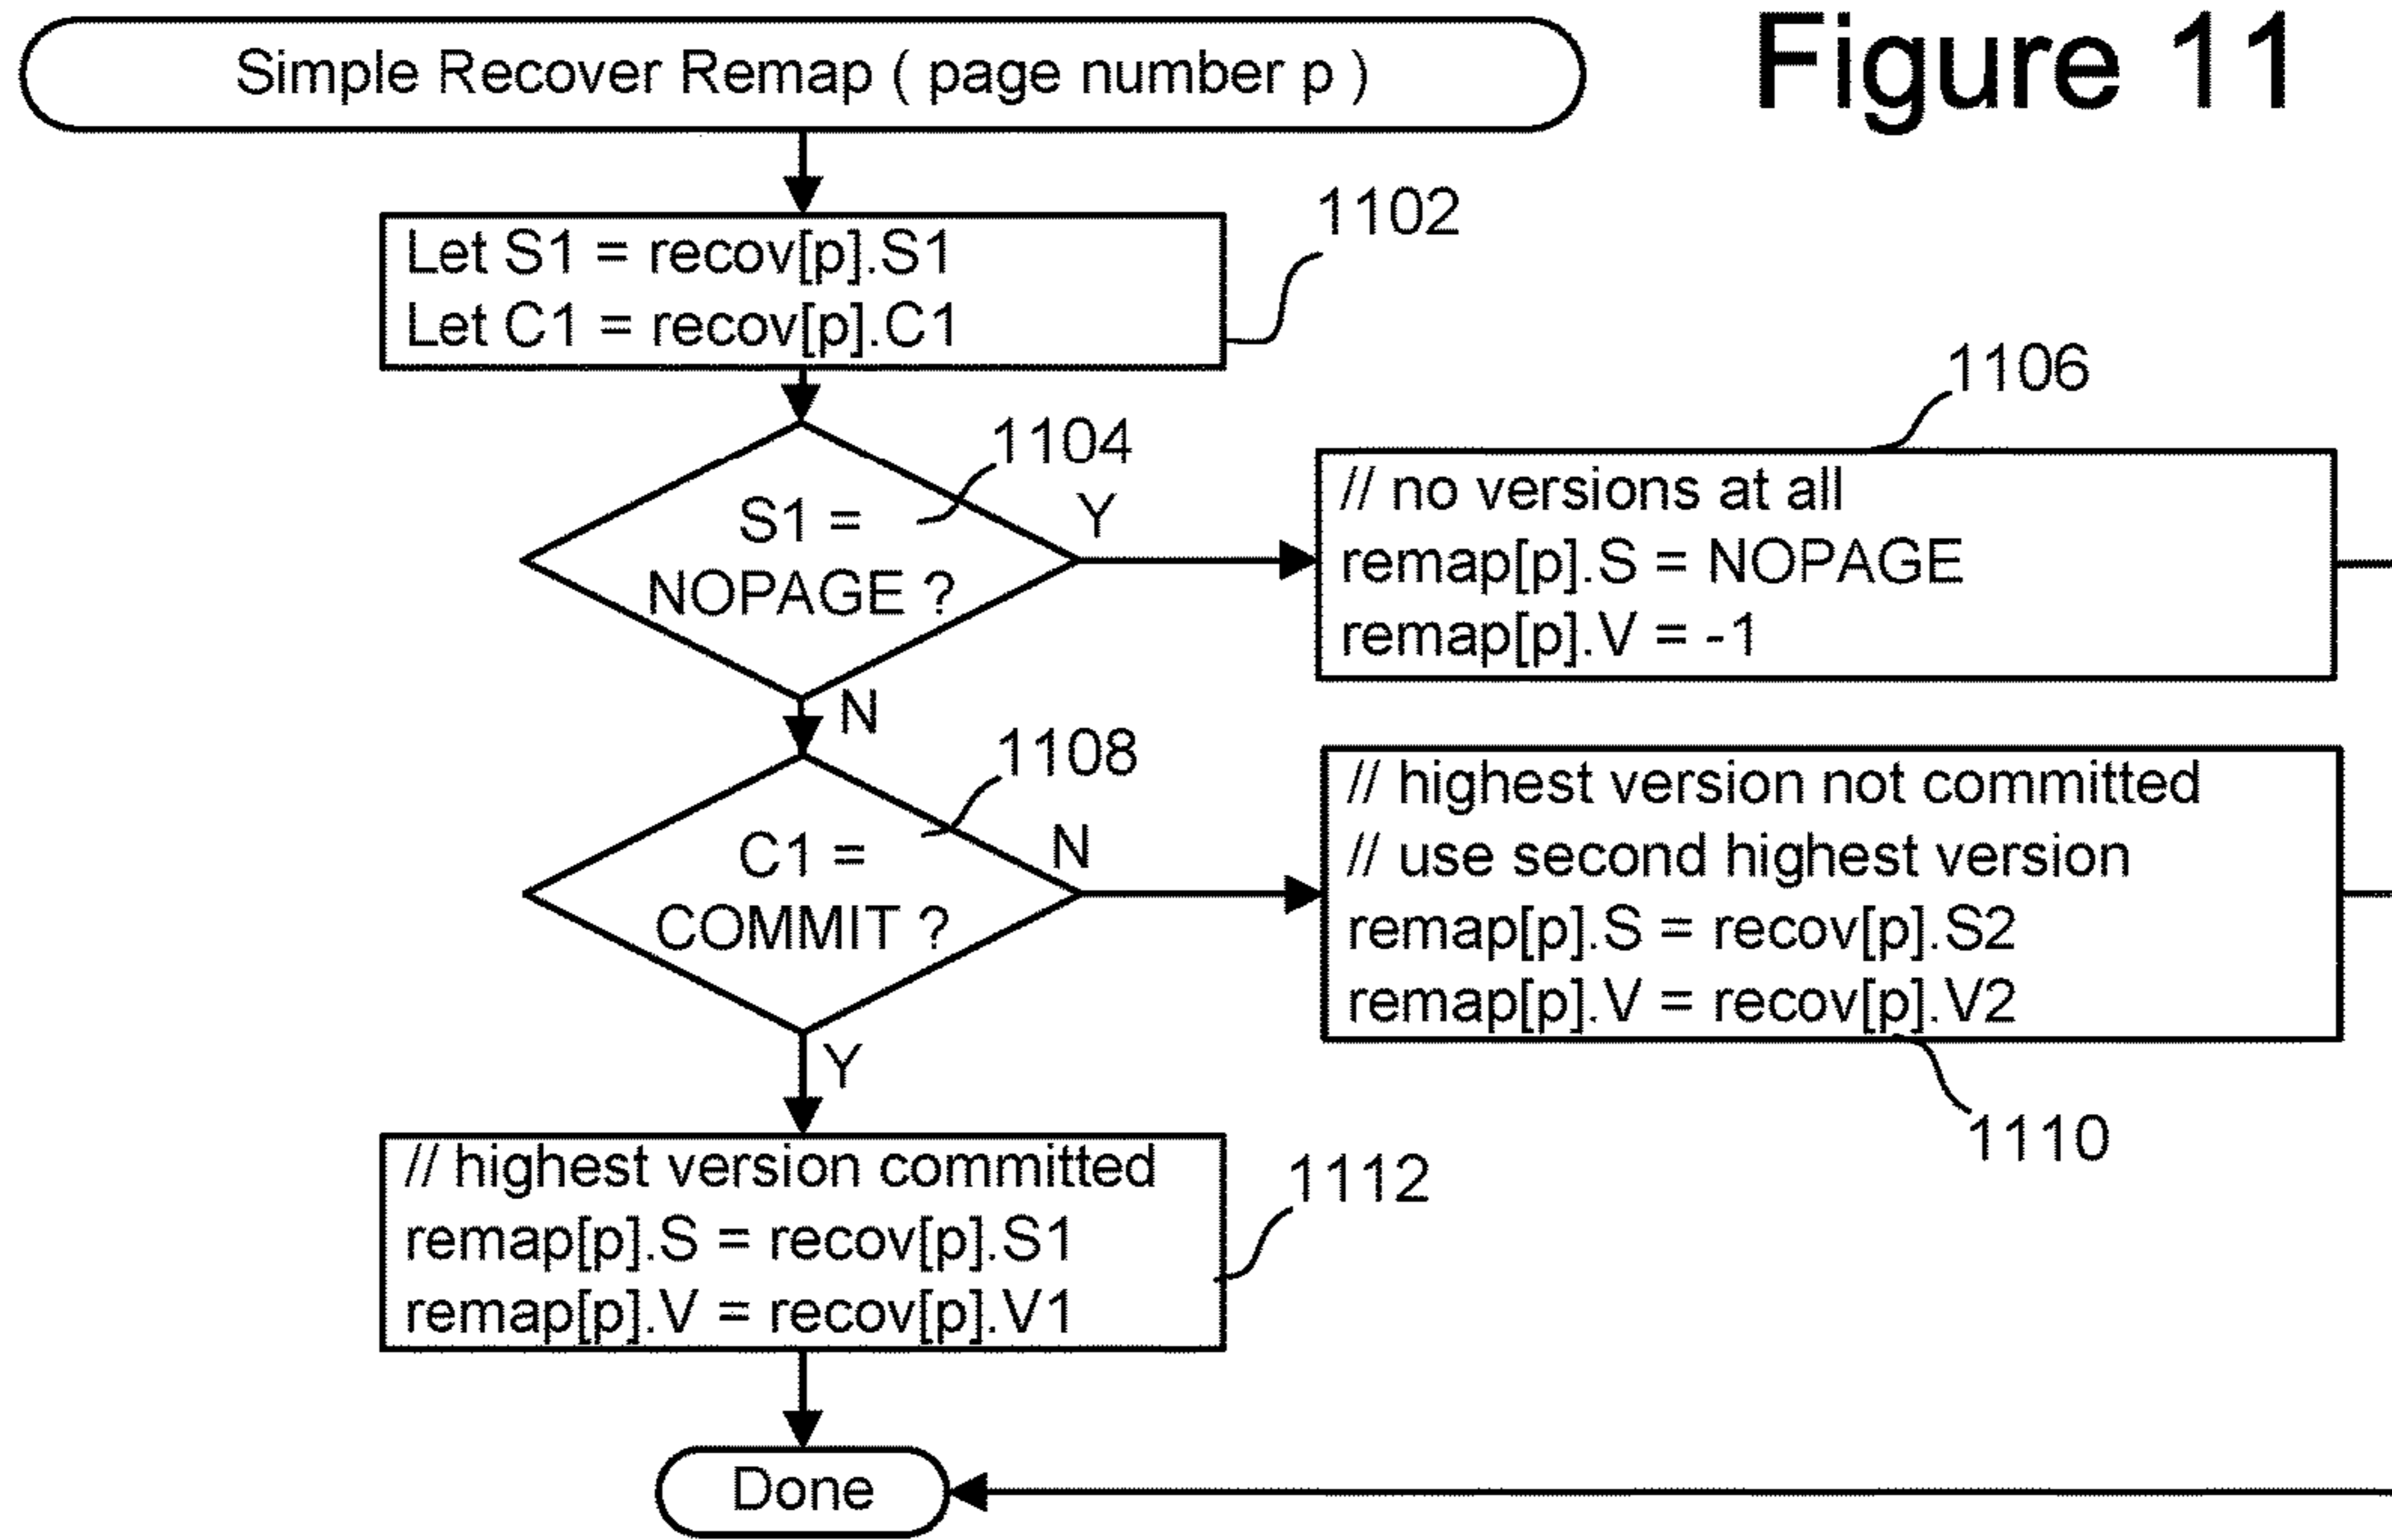 Figure 11
Simple Recover Remap ( page number p )
1102
Let S1 = recov[p].S1
Let C1 = recov[p].C1
1104
S1 =
NOPAGE ?
Y
N
1106
// no versions at all
remap[p].S = NOPAGE
remap[p].V = -1
1108
C1 =
COMMIT ?
N
Y
// highest version not committed
// use second highest version
remap[p].S = recov[p].S2
remap[p].V = recov[p].V2
1110
// highest version committed
remap[p].S = recov[p].S1
remap[p].V = recov[p].V1
1112
Done